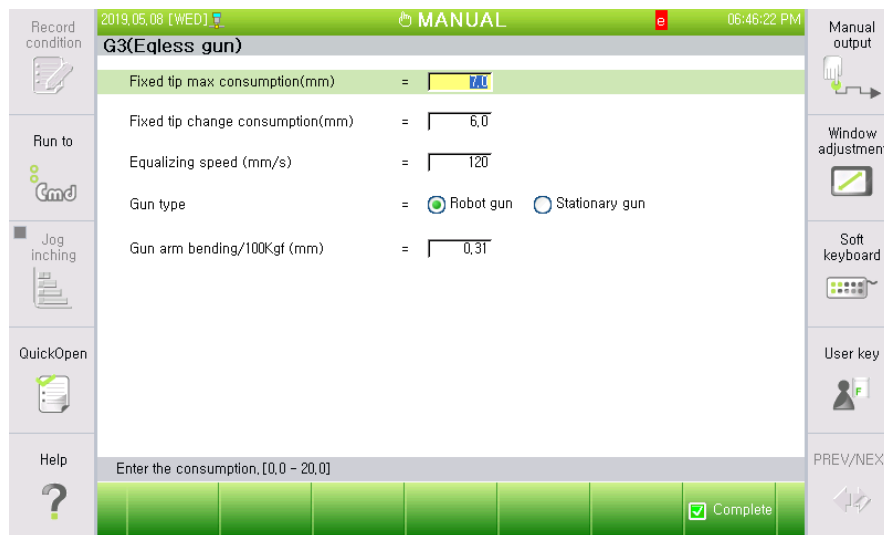 2019.05.08 [WED]
MANUAL
e
06:46:22 PM
G3(Eqless gun)
Record
condition
Run to
Cmd
Jog
inching
QuickOpen
Help
Fixed tip max consumption(mm) = 7.0
Fixed tip change consumption(mm) = 6.0
Equalizing speed (mm/s) = 120
Gun type = Robot gun Stationary gun
Gun arm bending/100Kgf (mm) = 0.31
Enter the consumption.[0.0 - 20.0]
Complete
Manual
output
Window
adjustmen
Soft
keyboard
User key
F
PREV/NEX